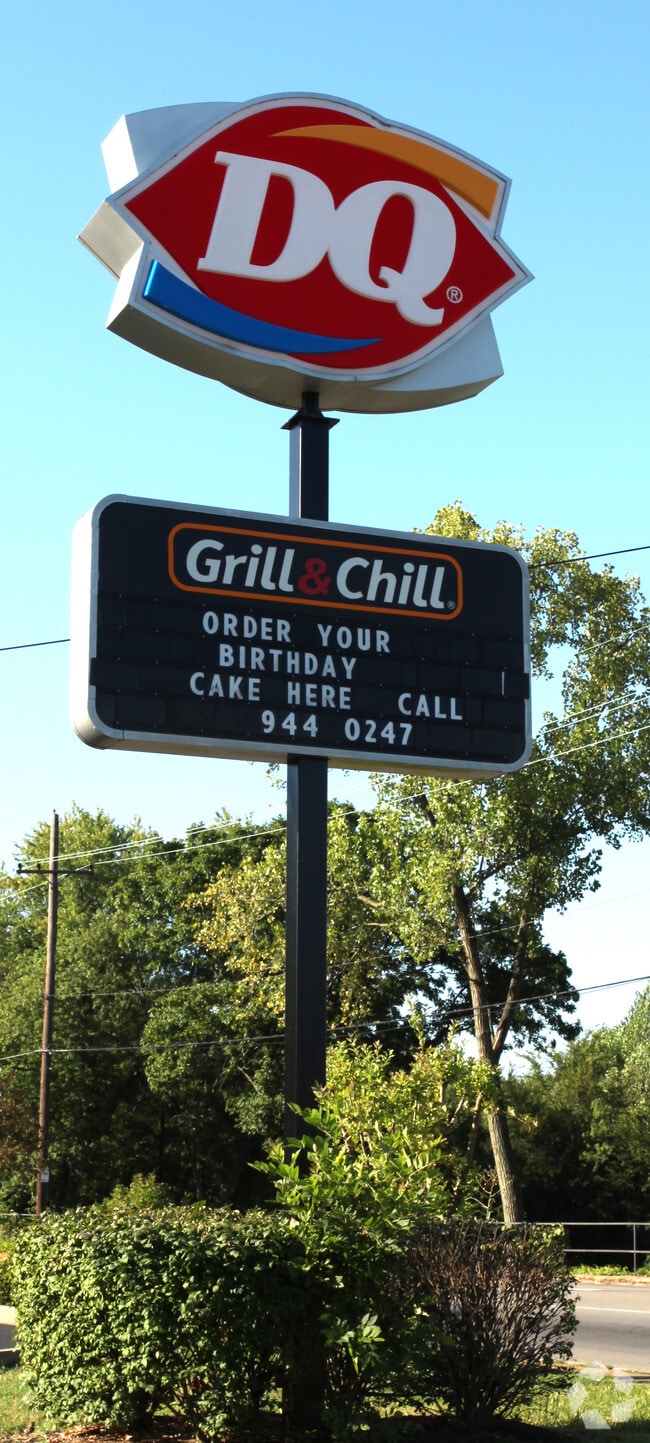 DQ®
Grill & Chill®
ORDER YOUR
BIRTHDAY
CAKE HERE CALL
944 0247